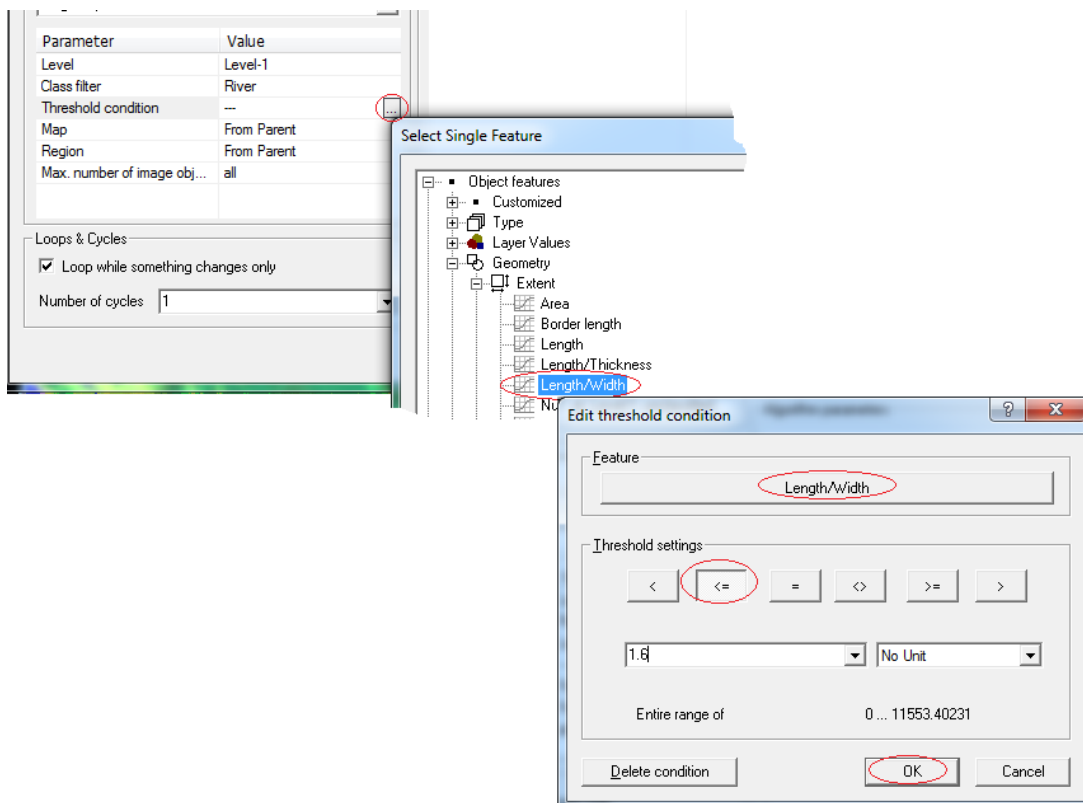 Parameter Value
Level Level-1
Class filter River
Threshold condition --- ...
Map From Parent
Region From Parent
Max. number of image obj... all
Loops & Cycles
Loop while something changes only
Number of cycles 1
Select Single Feature
Object features
Customized
Type
Layer Values
Geometry
Extent
Area
Border length
Length
Length/Thickness
Length/Width
Edit threshold condition
Feature
Length/Width
Threshold settings
< <= = <> >= >
1.6 No Unit
Entire range of 0 ... 11553.40231
Delete condition OK Cancel